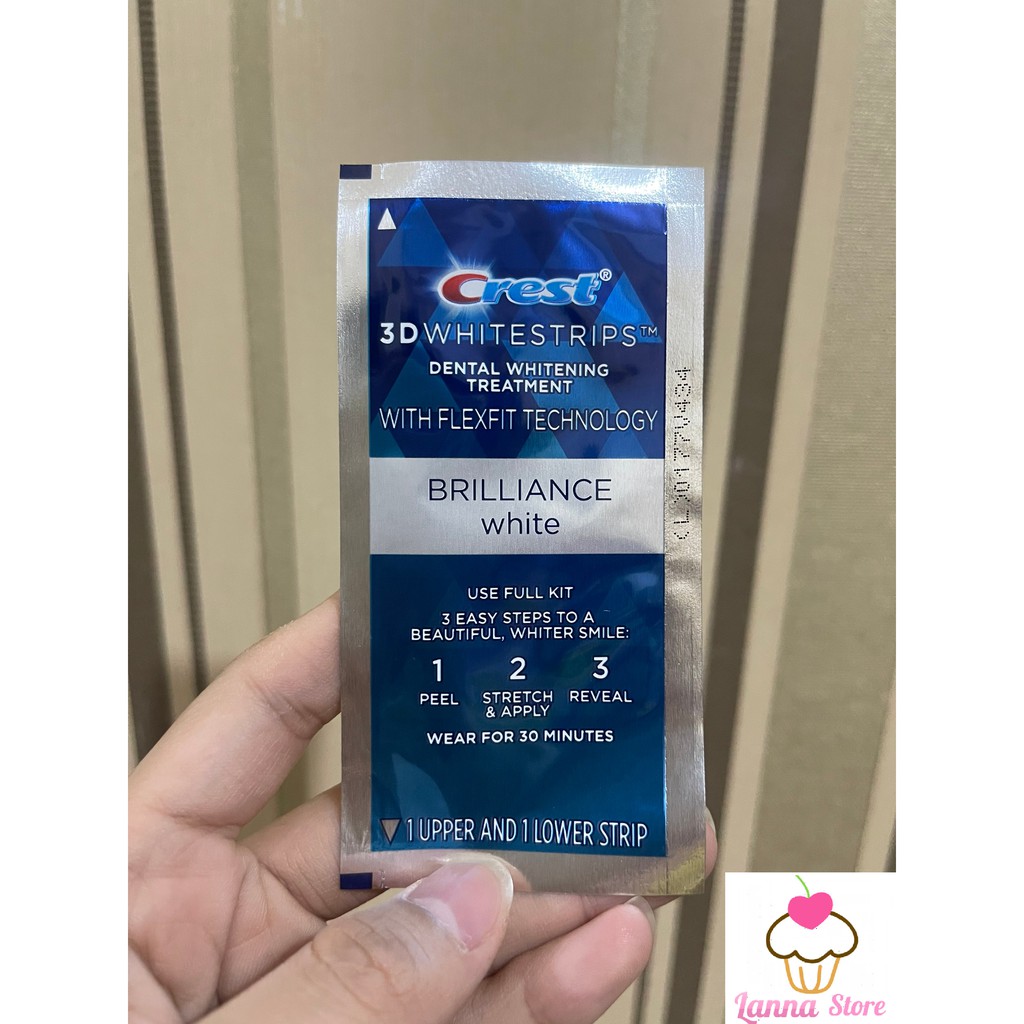 Crest®
3D WHITESTRIPS™
DENTAL WHITENING
TREATMENT
WITH FLEXFIT TECHNOLOGY
BRILLIANCE
white
USE FULL KIT
3 EASY STEPS TO A
BEAUTIFUL, WHITER SMILE:
1 2 3
PEEL STRETCH & APPLY REVEAL
WEAR FOR 30 MINUTES
1 UPPER AND 1 LOWER STRIP
Lanna Store